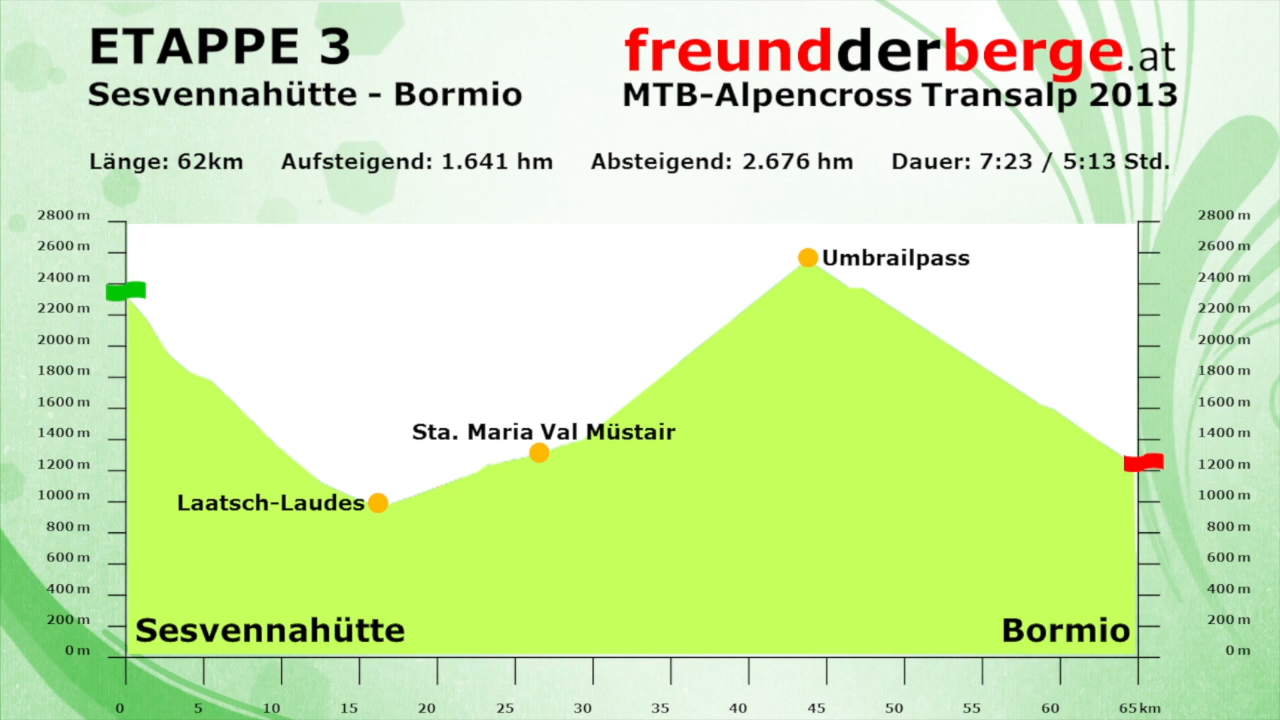 ETAPPE 3
freundderberge.at
Sesvennahütte - Bormio
MTB-Alpencross Transalp 2013
Länge: 62km Aufsteigend: 1.641 hm Absteigend: 2.676 hm Dauer: 7:23 / 5:13 Std.
2800 m 2800 m
2600 m 2600 m
Umbrailpass
2400 m 2400 m
2200 m 2200 m
2000 m 2000 m
1800 m 1800 m
1600 m 1600 m
1400 m 1400 m
Sta. Maria Val Müstair
1200 m 1200 m
1000 m 1000 m
Laatsch-Laudes
800 m 800 m
600 m 600 m
400 m 400 m
200 m 200 m
Sesvennahütte Bormio
0 m 0 m
0 5 10 15 20 25 30 35 40 45 50 55 60 65 km